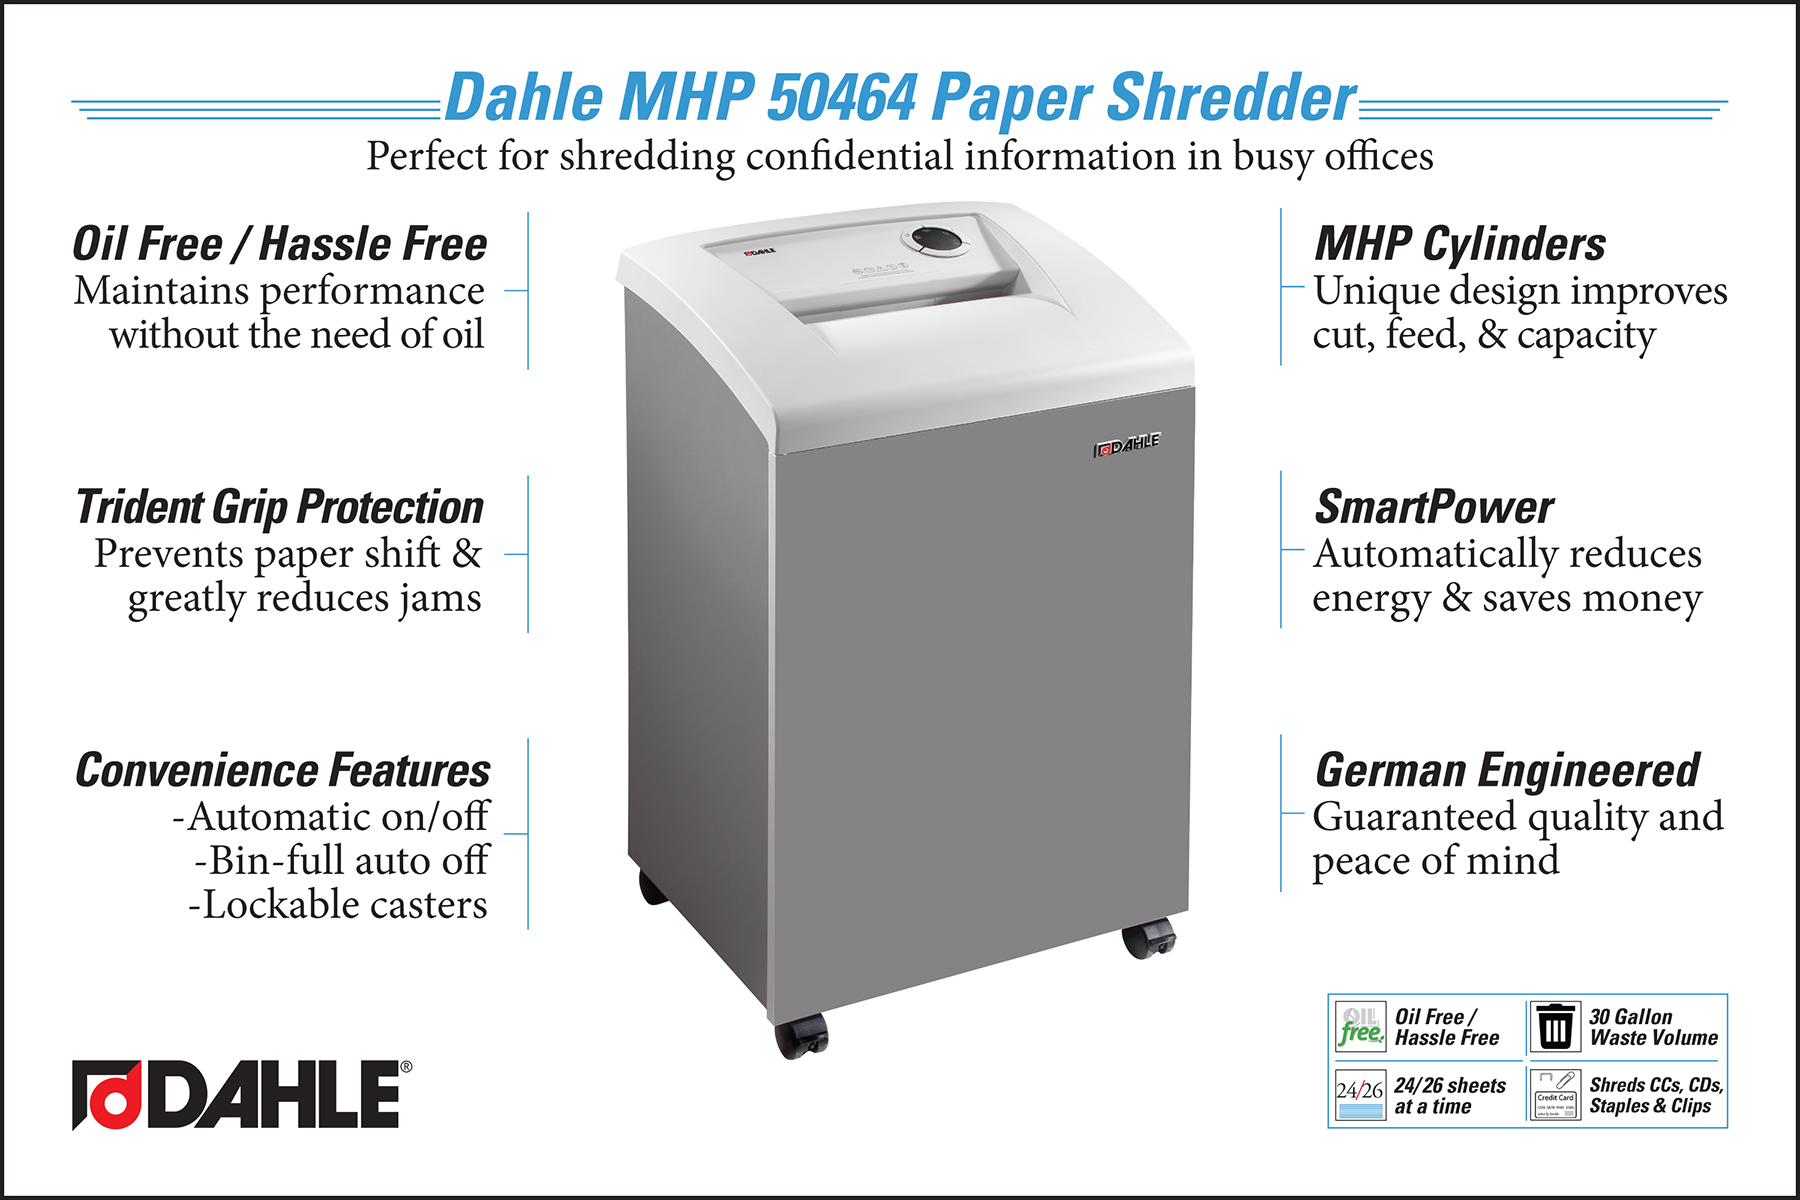 Dahle MHP 50464 Paper Shredder
Perfect for shredding confidential information in busy offices
Oil Free / Hassle Free
Maintains performance
without the need of oil
Trident Grip Protection
Prevents paper shift &
greatly reduces jams
Convenience Features
-Automatic on/off
-Bin-full auto off
-Lockable casters
DAHLE
DAHLE
MHP Cylinders
Unique design improves
cut, feed, & capacity
SmartPower
Automatically reduces
energy & saves money
German Engineered
Guaranteed quality and
peace of mind
DAHLE®
OIL
free
Oil Free /
Hassle Free
30 Gallon
Waste Volume
24/26
24/26 sheets
at a time
Credit Card
Shreds CCs, CDs,
Staples & Clips